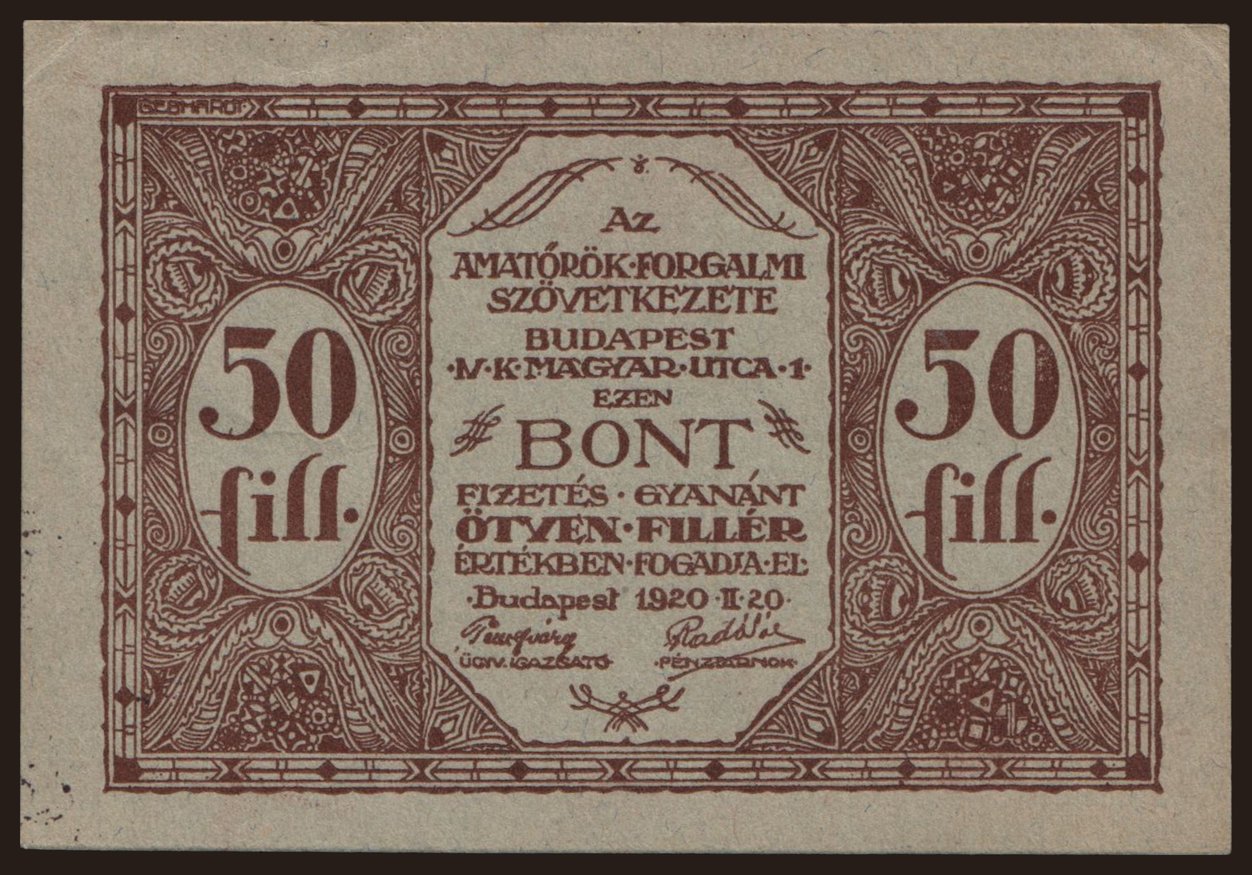 GEBHARDT
Az
AMATŐRÖK·FORGALMI
SZÖVETKEZETE
BUDAPEST
·IV·K·MAGYAR·UTCA·1·
EZEN
BONT
FIZETÉS·GYANÁNT
ÖTVEN·FILLÉR
ÉRTÉKBEN·FOGADJA·EL·
·Budapest 1920·II·20·
ÜGYV. IGAZGATÓ
·PÉNZTÁRNOK·
50
fill.
50
fill.